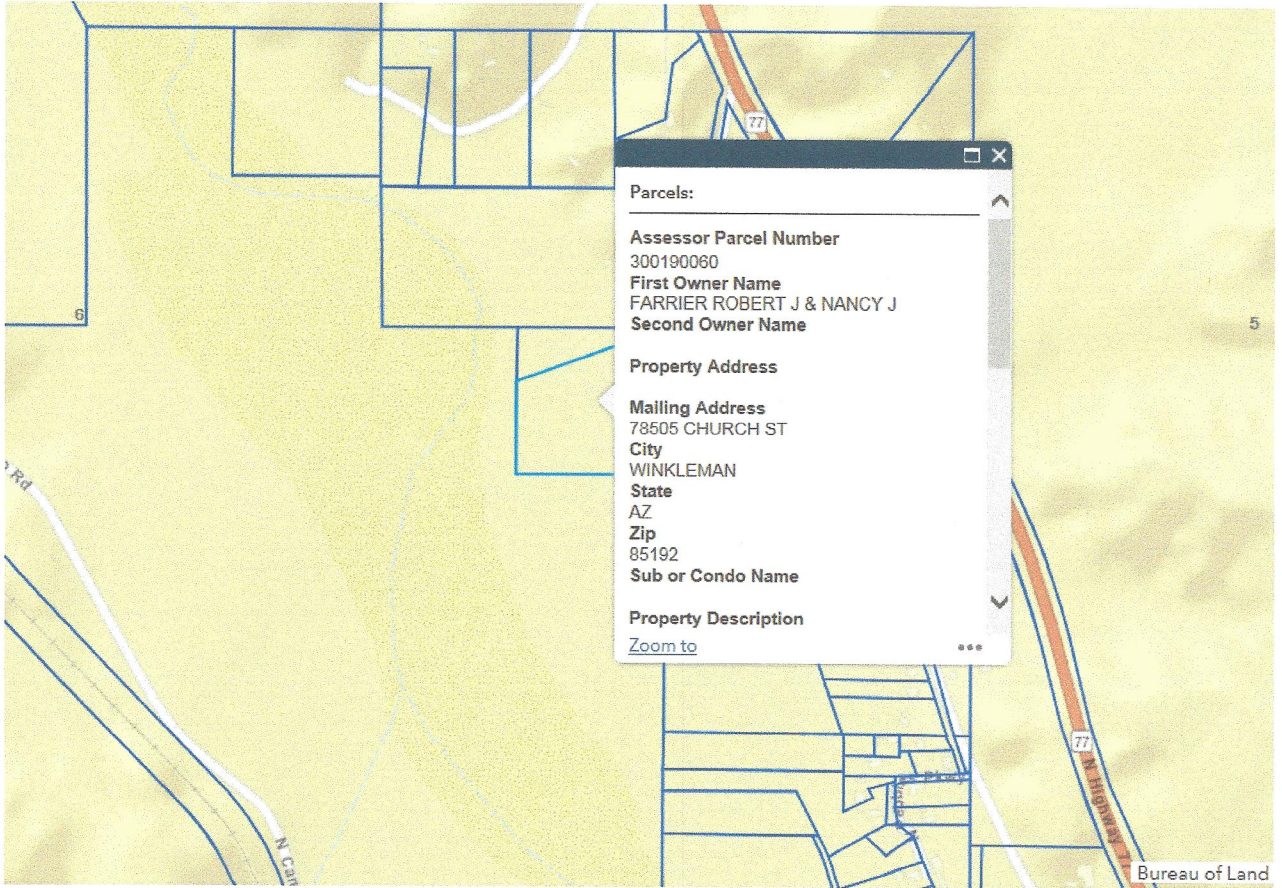 77
Parcels:
Assessor Parcel Number
300190060
First Owner Name
FARRIER ROBERT J & NANCY J
Second Owner Name
Property Address
Mailing Address
78505 CHURCH ST
City
WINKLEMAN
State
AZ
Zip
85192
Sub or Condo Name
Property Description
Zoom to
6
5
Rd
77
N Highway
N Can
Bureau of Land